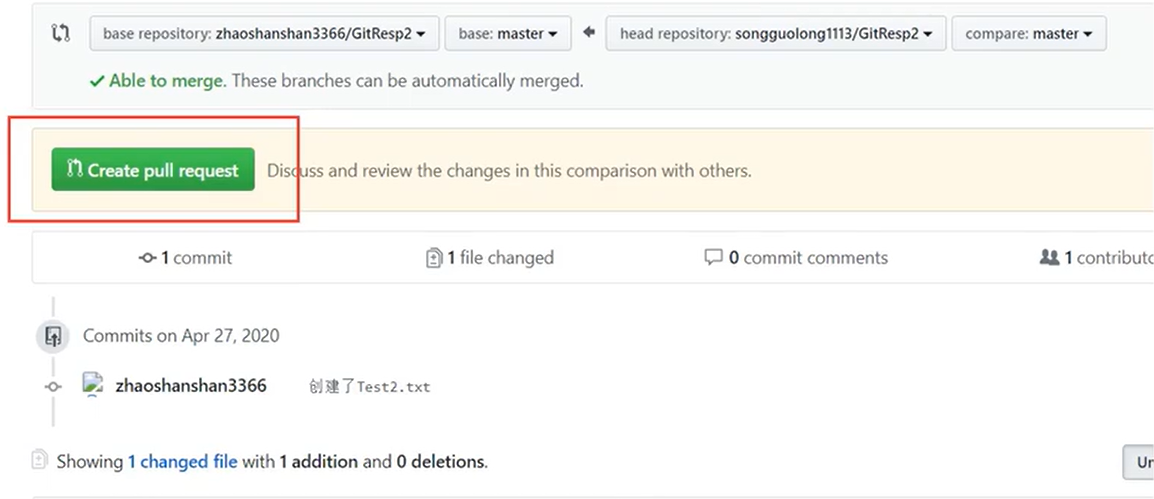 base repository: zhaoshanshan3366/GitResp2 base: master head repository: songguolong1113/GitResp2 compare: master
Able to merge. These branches can be automatically merged.
Create pull request Discuss and review the changes in this comparison with others.
1 commit 1 file changed 0 commit comments 1 contributo
Commits on Apr 27, 2020
zhaoshanshan3366 创建了Test2.txt
Showing 1 changed file with 1 addition and 0 deletions. Un